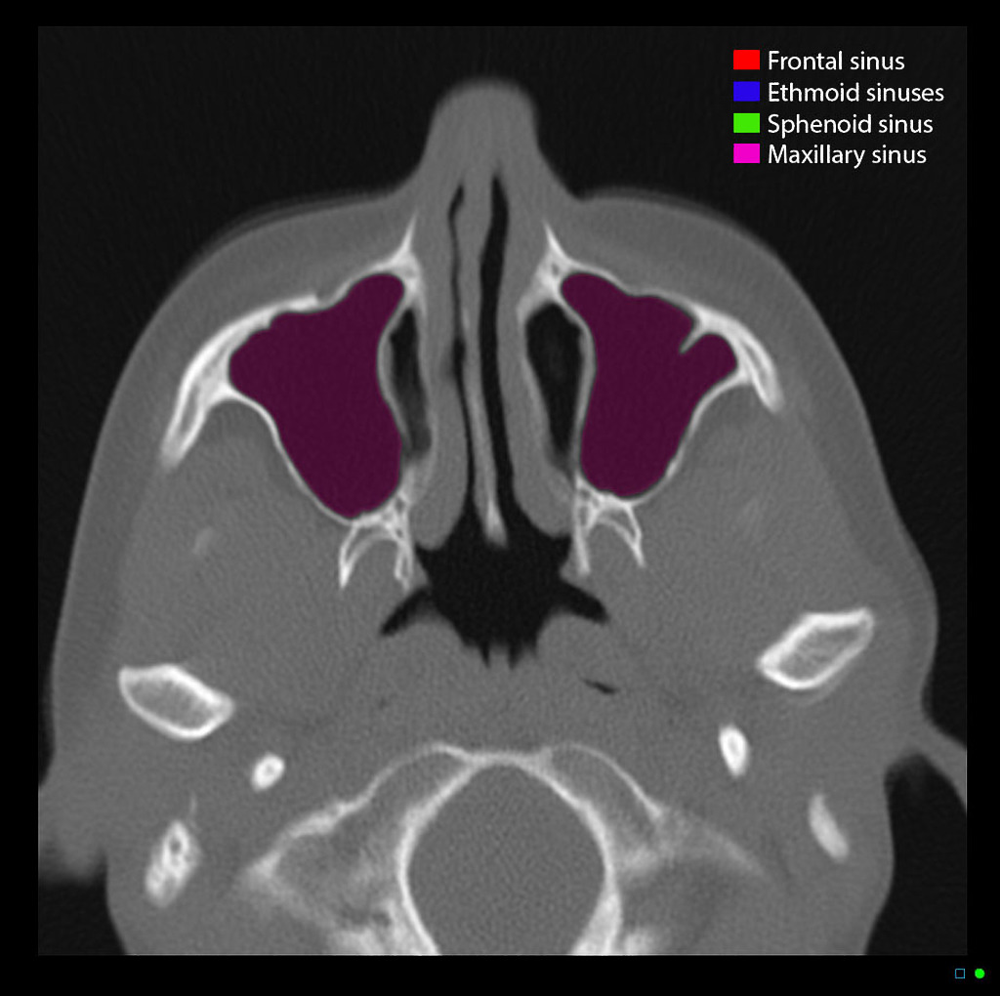 Frontal sinus
Ethmoid sinuses
Sphenoid sinus
Maxillary sinus